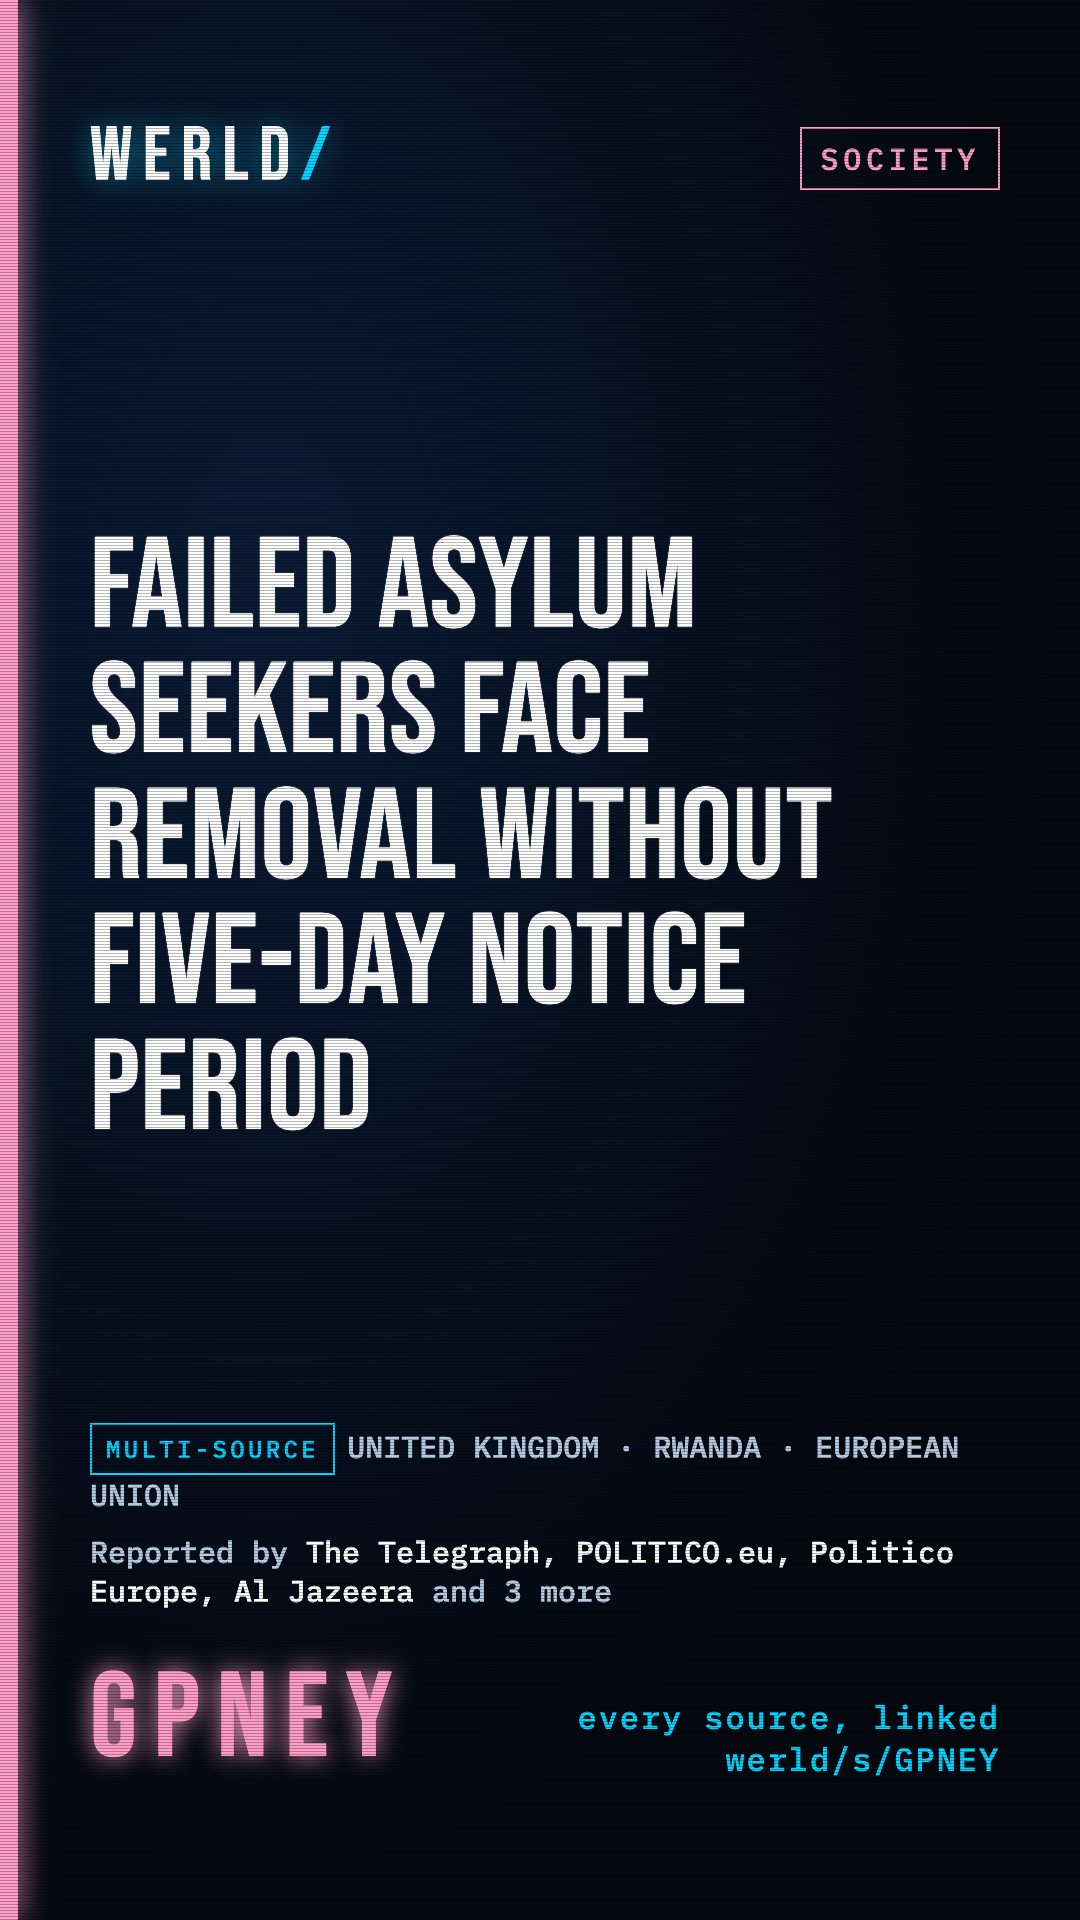 WERLD/
SOCIETY
FAILED ASYLUM
SEEKERS FACE
REMOVAL WITHOUT
FIVE-DAY NOTICE
PERIOD
MULTI-SOURCE UNITED KINGDOM · RWANDA · EUROPEAN
UNION
Reported by The Telegraph, POLITICO.eu, Politico
Europe, Al Jazeera and 3 more
GPNEY
every source, linked
werld/s/GPNEY